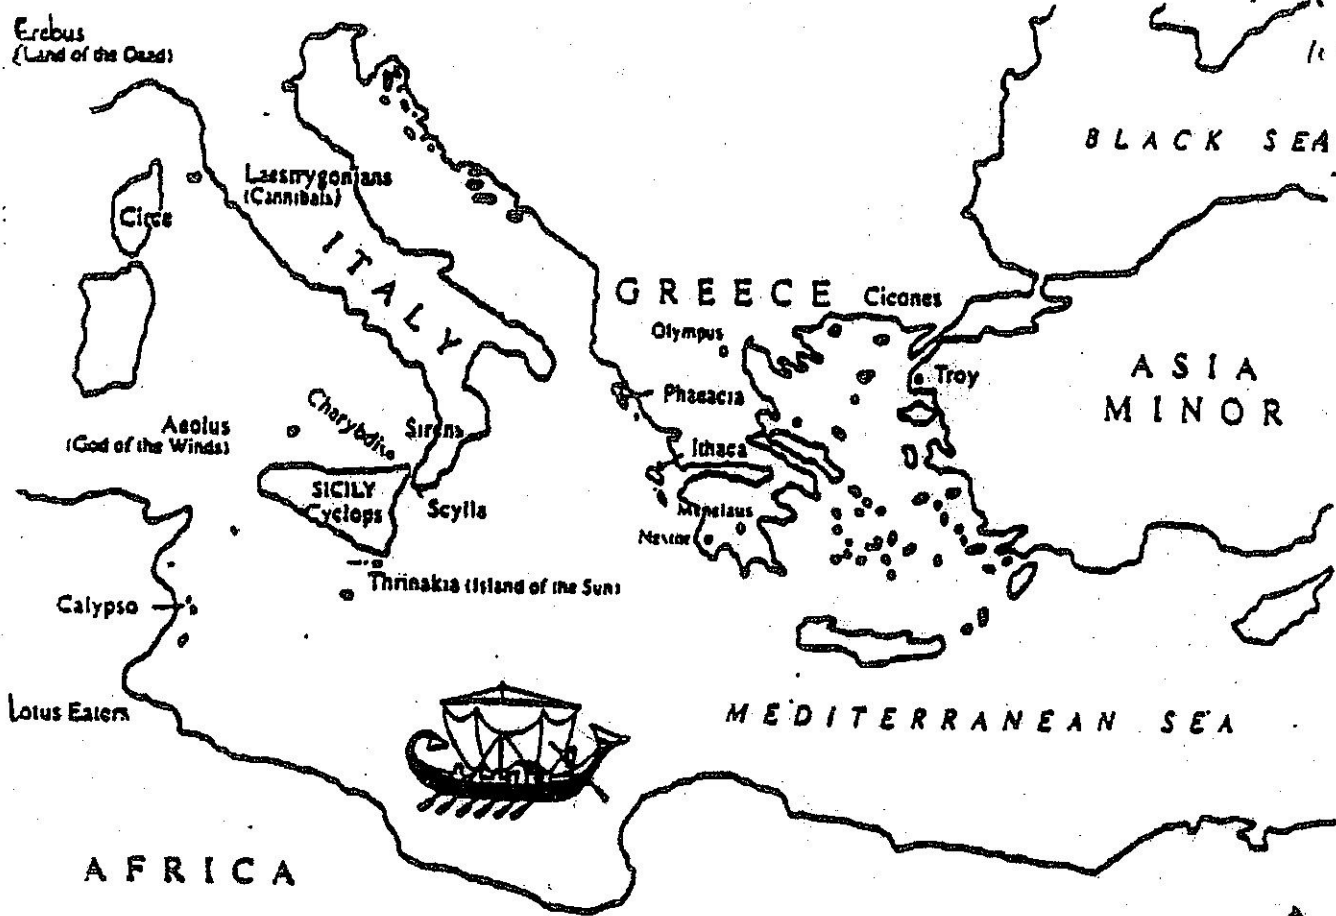 Erebus
(Land of the Dead)
BLACK SEA
Laestrygonians
(Cannibals)
Circe
ITALY
GREECE
Cicones
Olympus
Troy
ASIA
MINOR
Phaeacia
Charybdis
Sirens
Aeolus
(God of the Winds)
Ithaca
SICILY
Cyclops
Scylla
Menelaus
Nestor
Thrinakia (Island of the Sun)
Calypso
Lotus Eaters
MEDITERRANEAN SEA
AFRICA